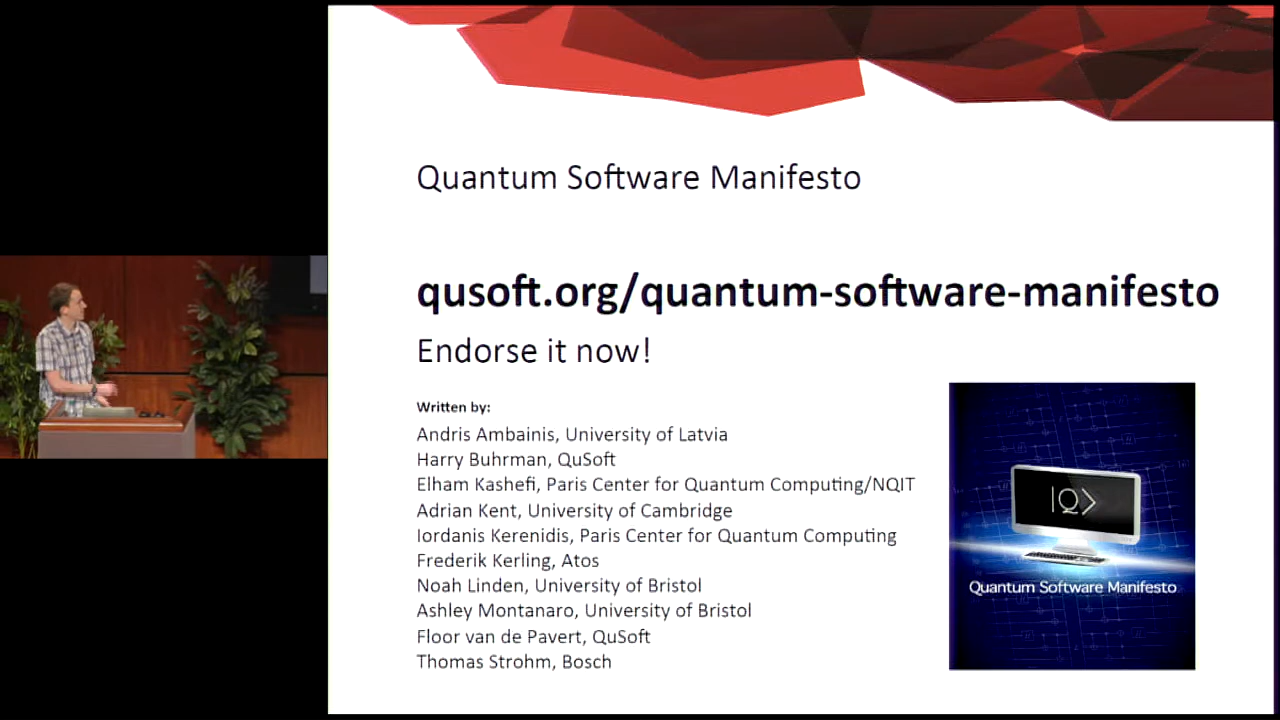 Quantum Software Manifesto
qusoft.org/quantum-software-manifesto
Endorse it now!
Written by:
Andris Ambainis, University of Latvia
Harry Buhrman, QuSoft
Elham Kashefi, Paris Center for Quantum Computing/NQIT
Adrian Kent, University of Cambridge
Iordanis Kerenidis, Paris Center for Quantum Computing
Frederik Kerling, Atos
Noah Linden, University of Bristol
Ashley Montanaro, University of Bristol
Floor van de Pavert, QuSoft
Thomas Strohm, Bosch
|Q>
Quantum Software Manifesto